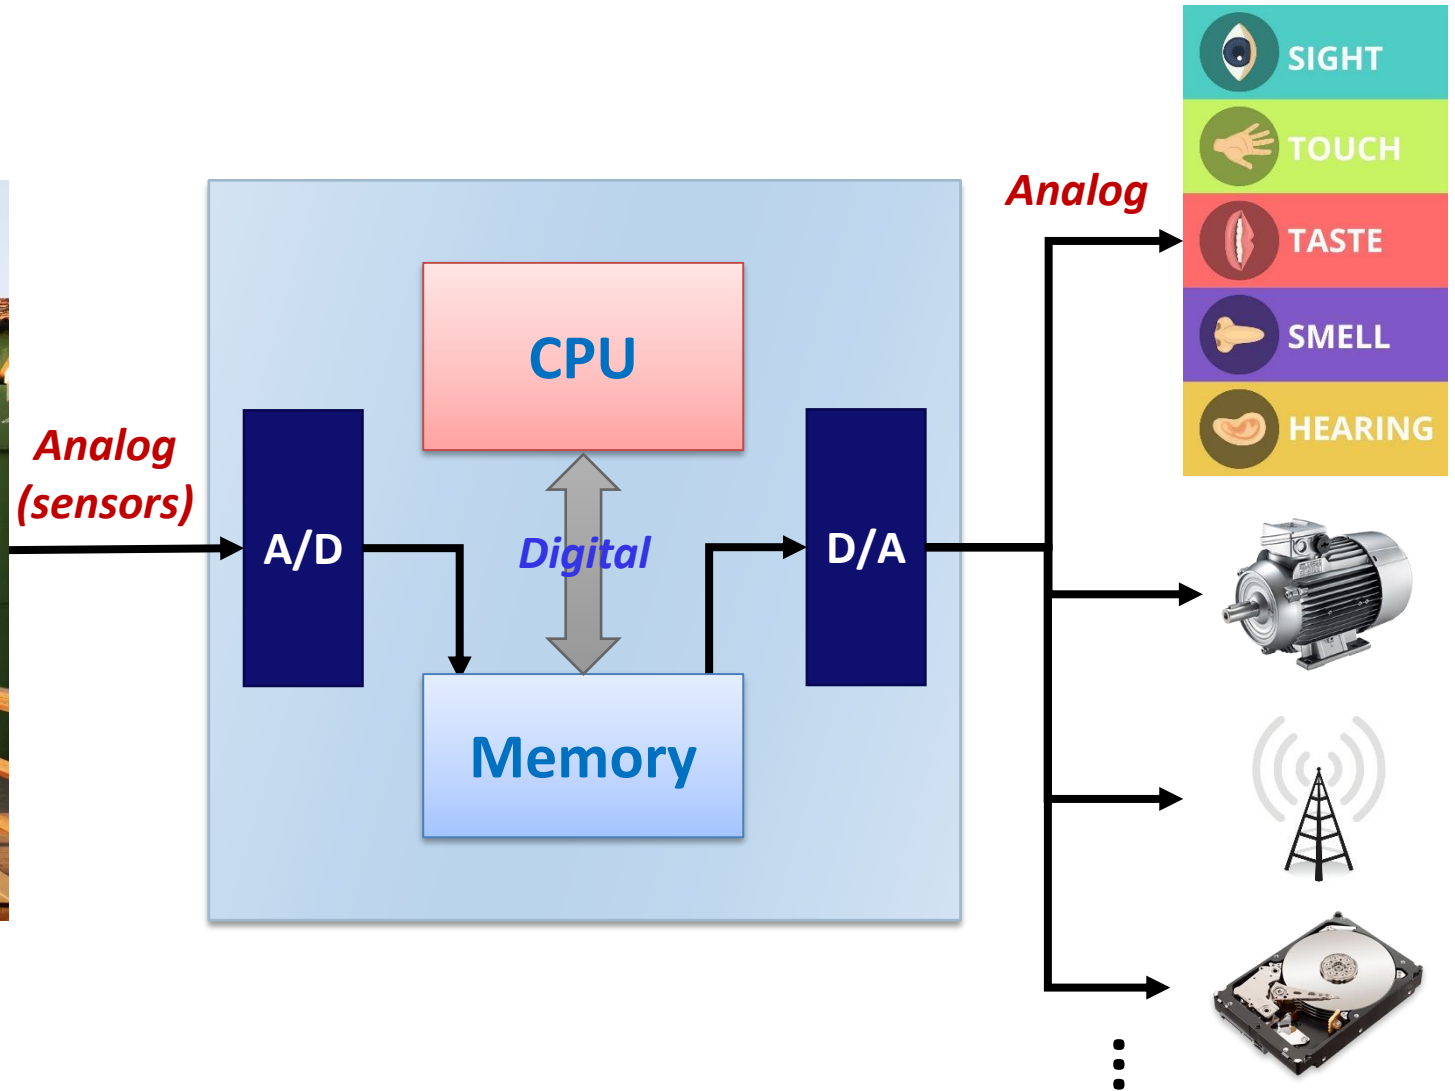 Analog
(sensors)
A/D
CPU
Digital
Memory
D/A
Analog
SIGHT
TOUCH
TASTE
SMELL
HEARING